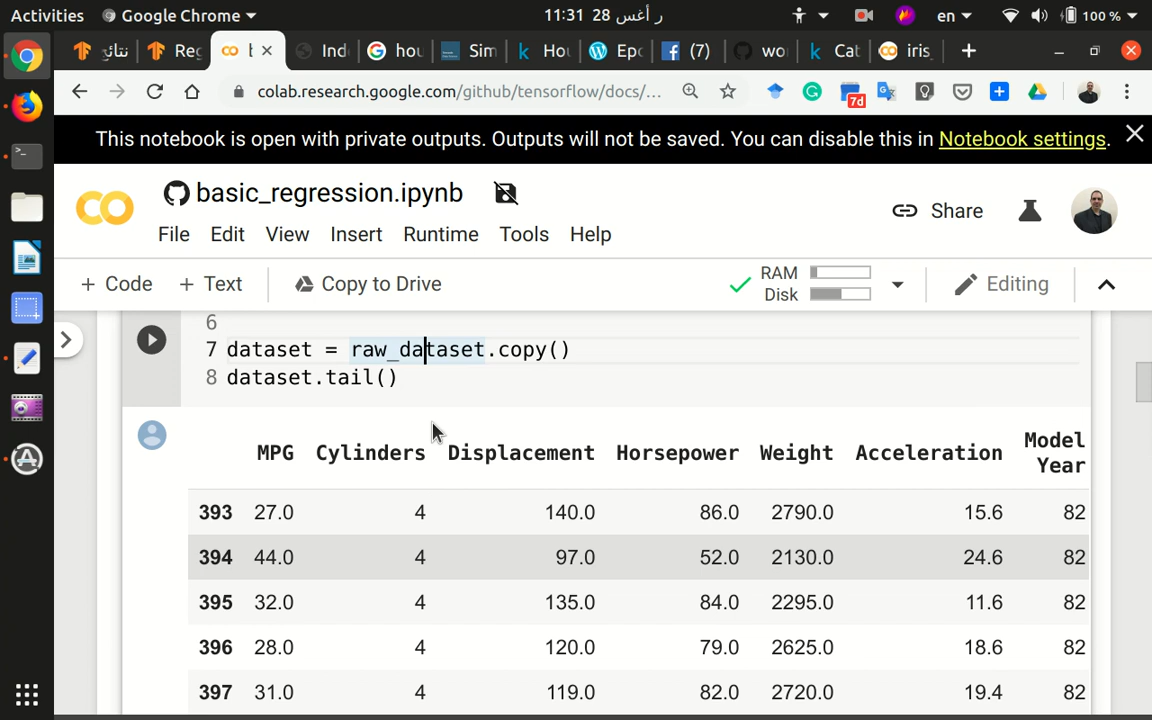 Activities Google Chrome 11:31 28 ر أغس en 100 %
نتائج Reg Ind hou Sim Hou Epo (7) wo Cat iris
colab.research.google.com/github/tensorflow/docs/...
7d
This notebook is open with private outputs. Outputs will not be saved. You can disable this in Notebook settings.
basic_regression.ipynb
Share
File Edit View Insert Runtime Tools Help
+ Code + Text Copy to Drive RAM Disk Editing
6
7 dataset = raw_dataset.copy()
8 dataset.tail()
MPG Cylinders Displacement Horsepower Weight Acceleration Model Year
393 27.0 4 140.0 86.0 2790.0 15.6 82
394 44.0 4 97.0 52.0 2130.0 24.6 82
395 32.0 4 135.0 84.0 2295.0 11.6 82
396 28.0 4 120.0 79.0 2625.0 18.6 82
397 31.0 4 119.0 82.0 2720.0 19.4 82